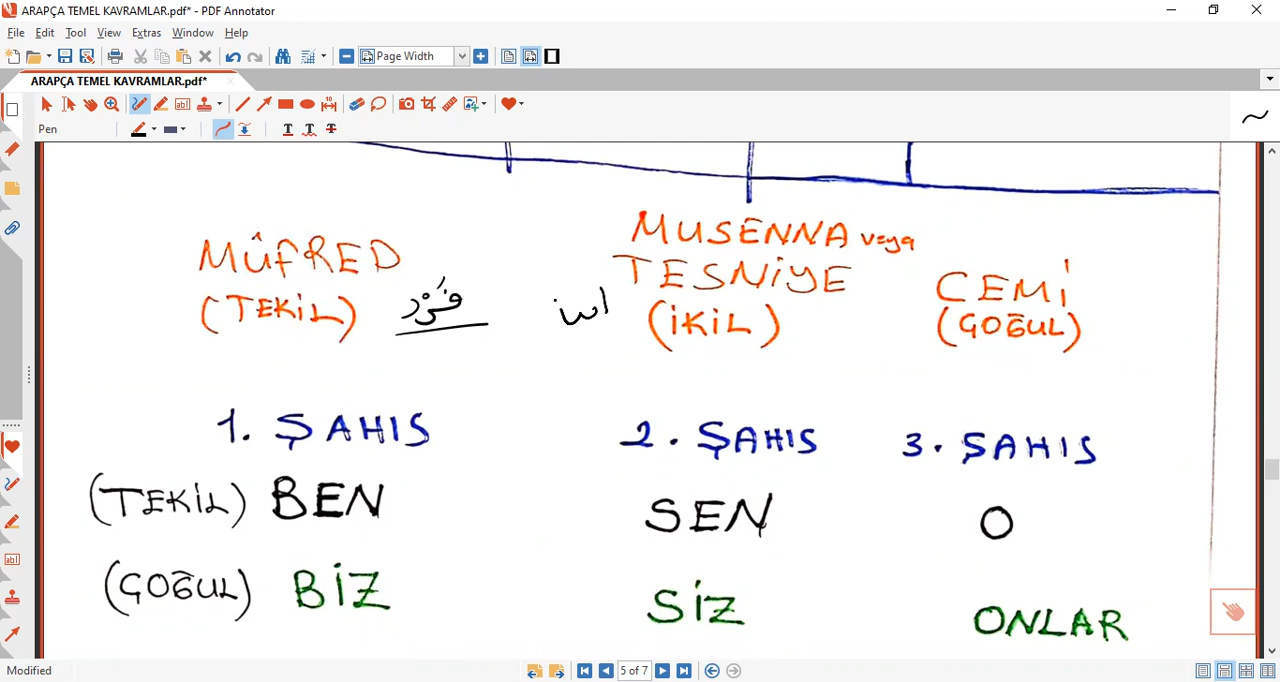 ARAPÇA TEMEL KAVRAMLAR.pdf* - PDF Annotator
File Edit Tool View Extras Window Help
Page Width
ARAPÇA TEMEL KAVRAMLAR.pdf*
Pen
MÛFRED
(TEKİL)
فَرْد
MUSENNA veya
TESNİYE
(İKİL)
CEMİ
(ÇOĞUL)
1. ŞAHIS 2. ŞAHIS 3. ŞAHIS
(TEKİL) BEN SEN O
(ÇOĞUL) BİZ SİZ ONLAR
Modified 5 of 7